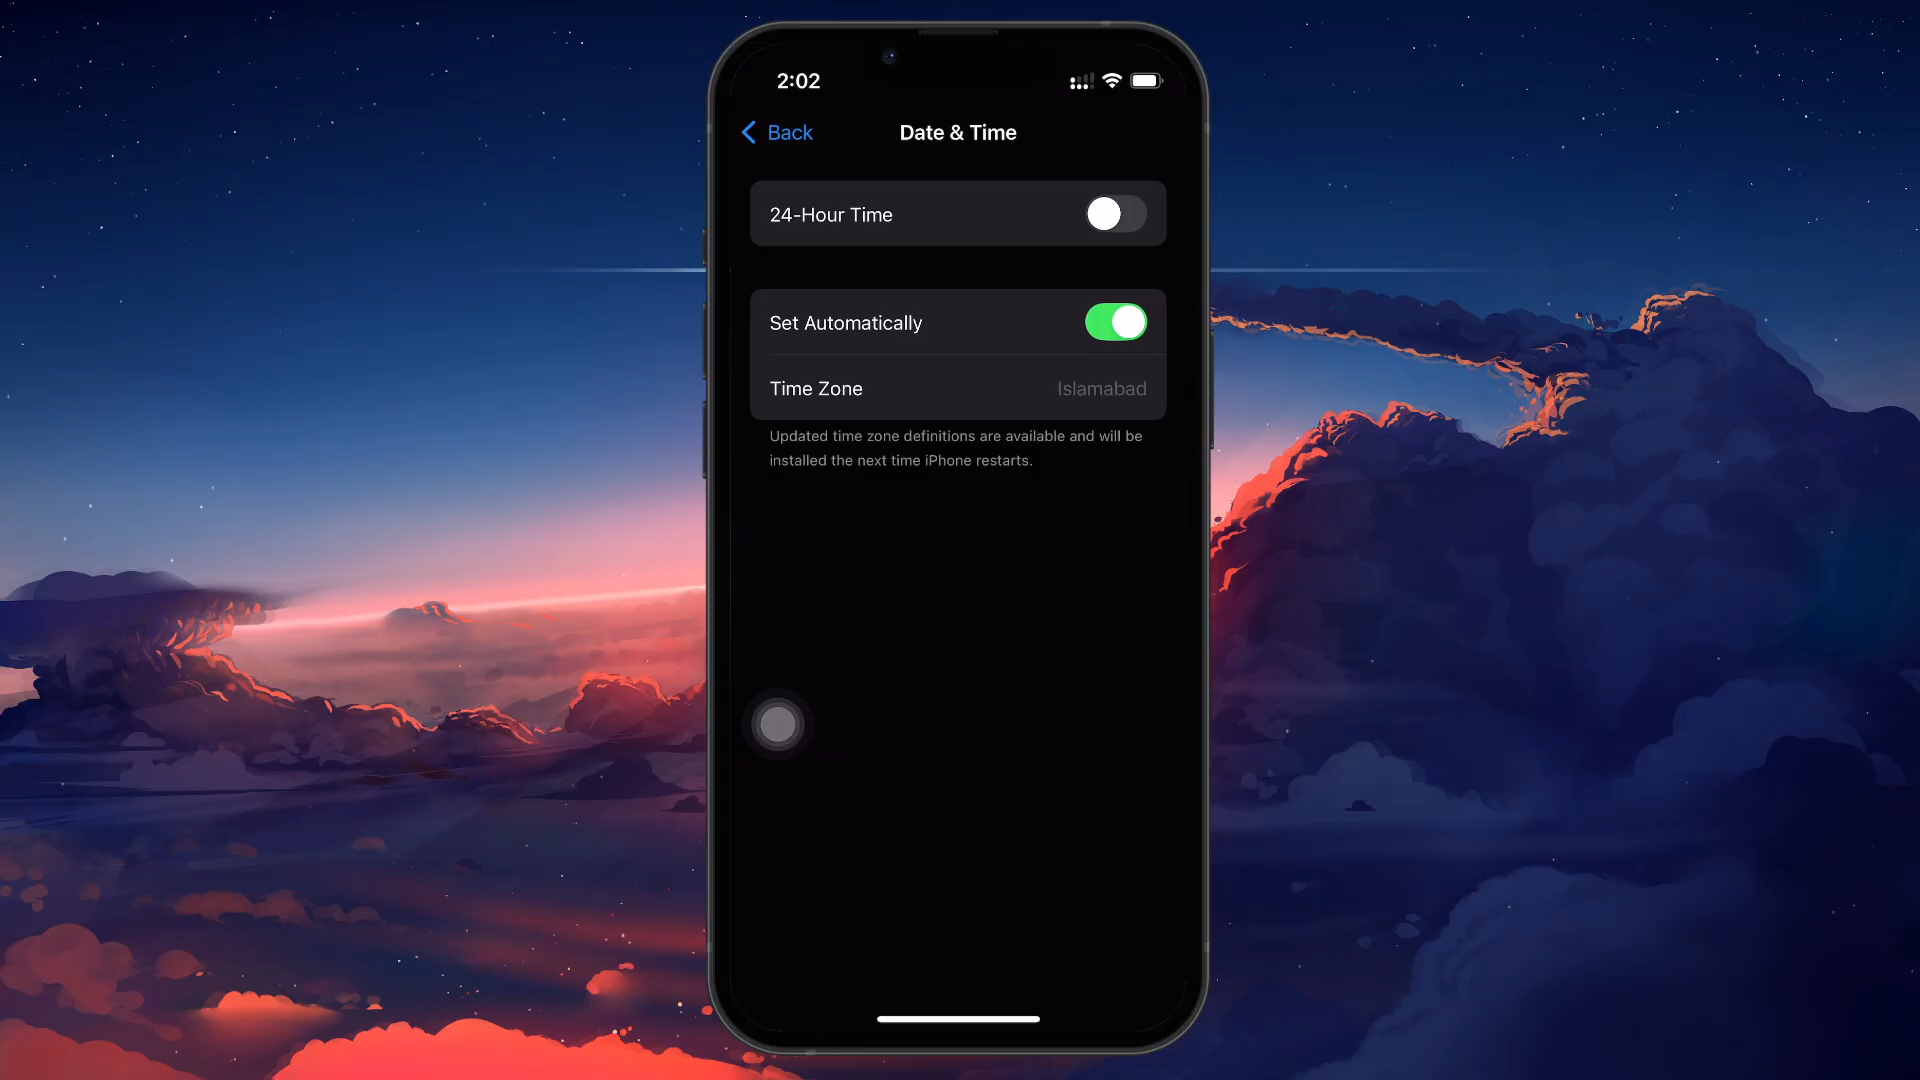 2:02
Back
Date & Time
24-Hour Time
Set Automatically
Time Zone
Islamabad
Updated time zone definitions are available and will be
installed the next time iPhone restarts.